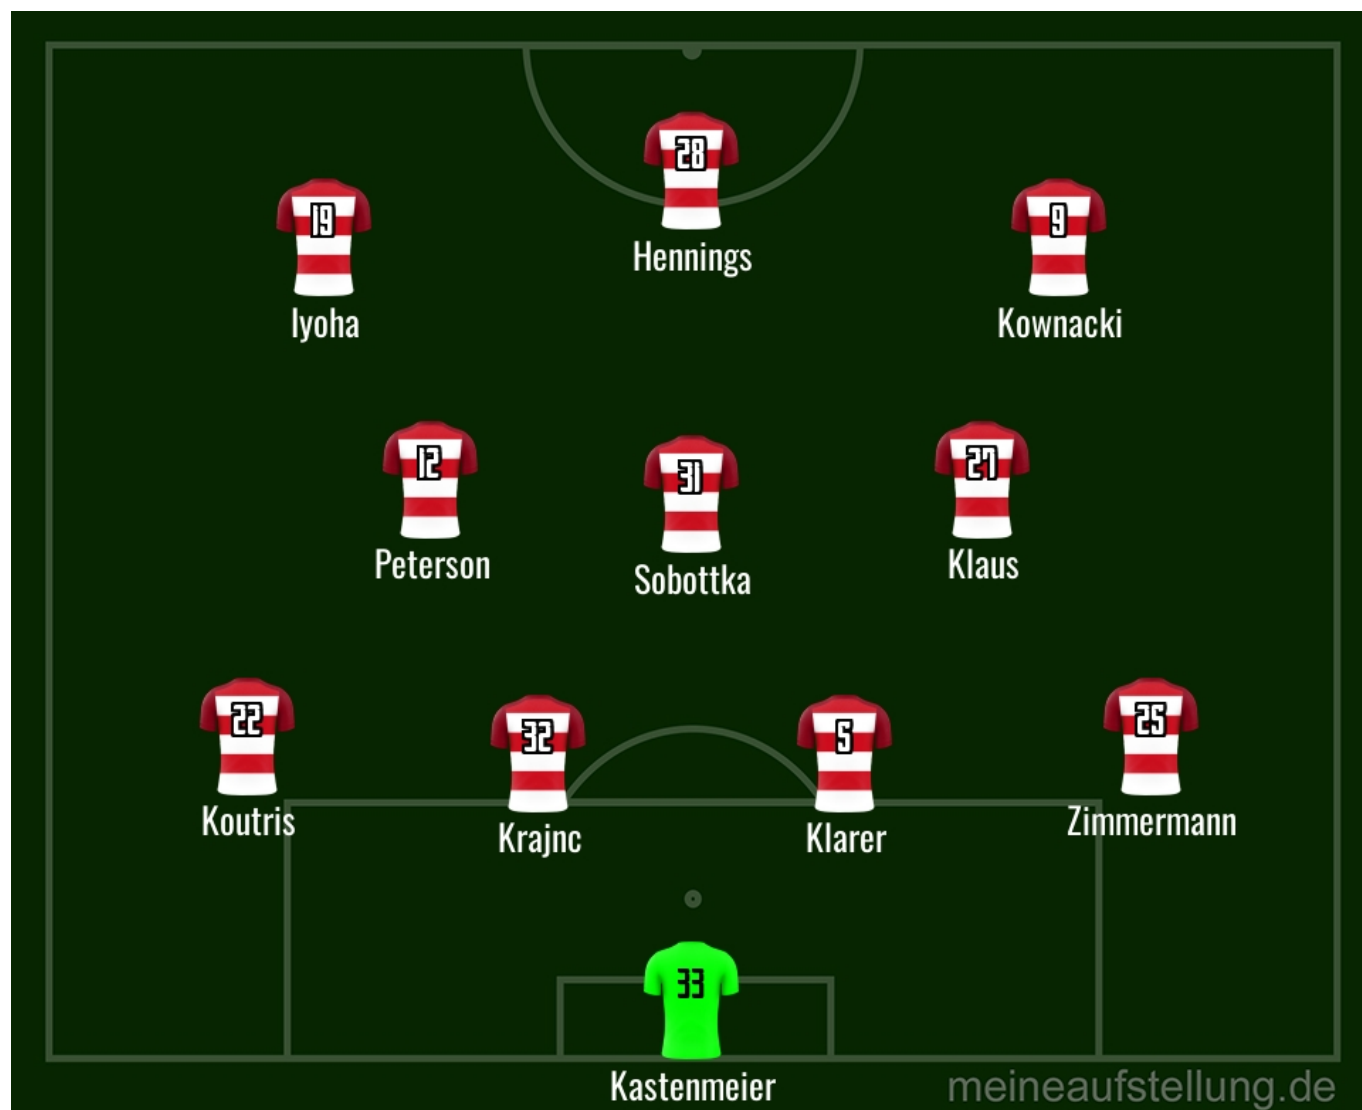 28
Hennings
19
Iyoha
9
Kownacki
12
Peterson
31
Sobottka
27
Klaus
22
Koutris
32
Krajnc
5
Klarer
25
Zimmermann
33
Kastenmeier
meineaufstellung.de